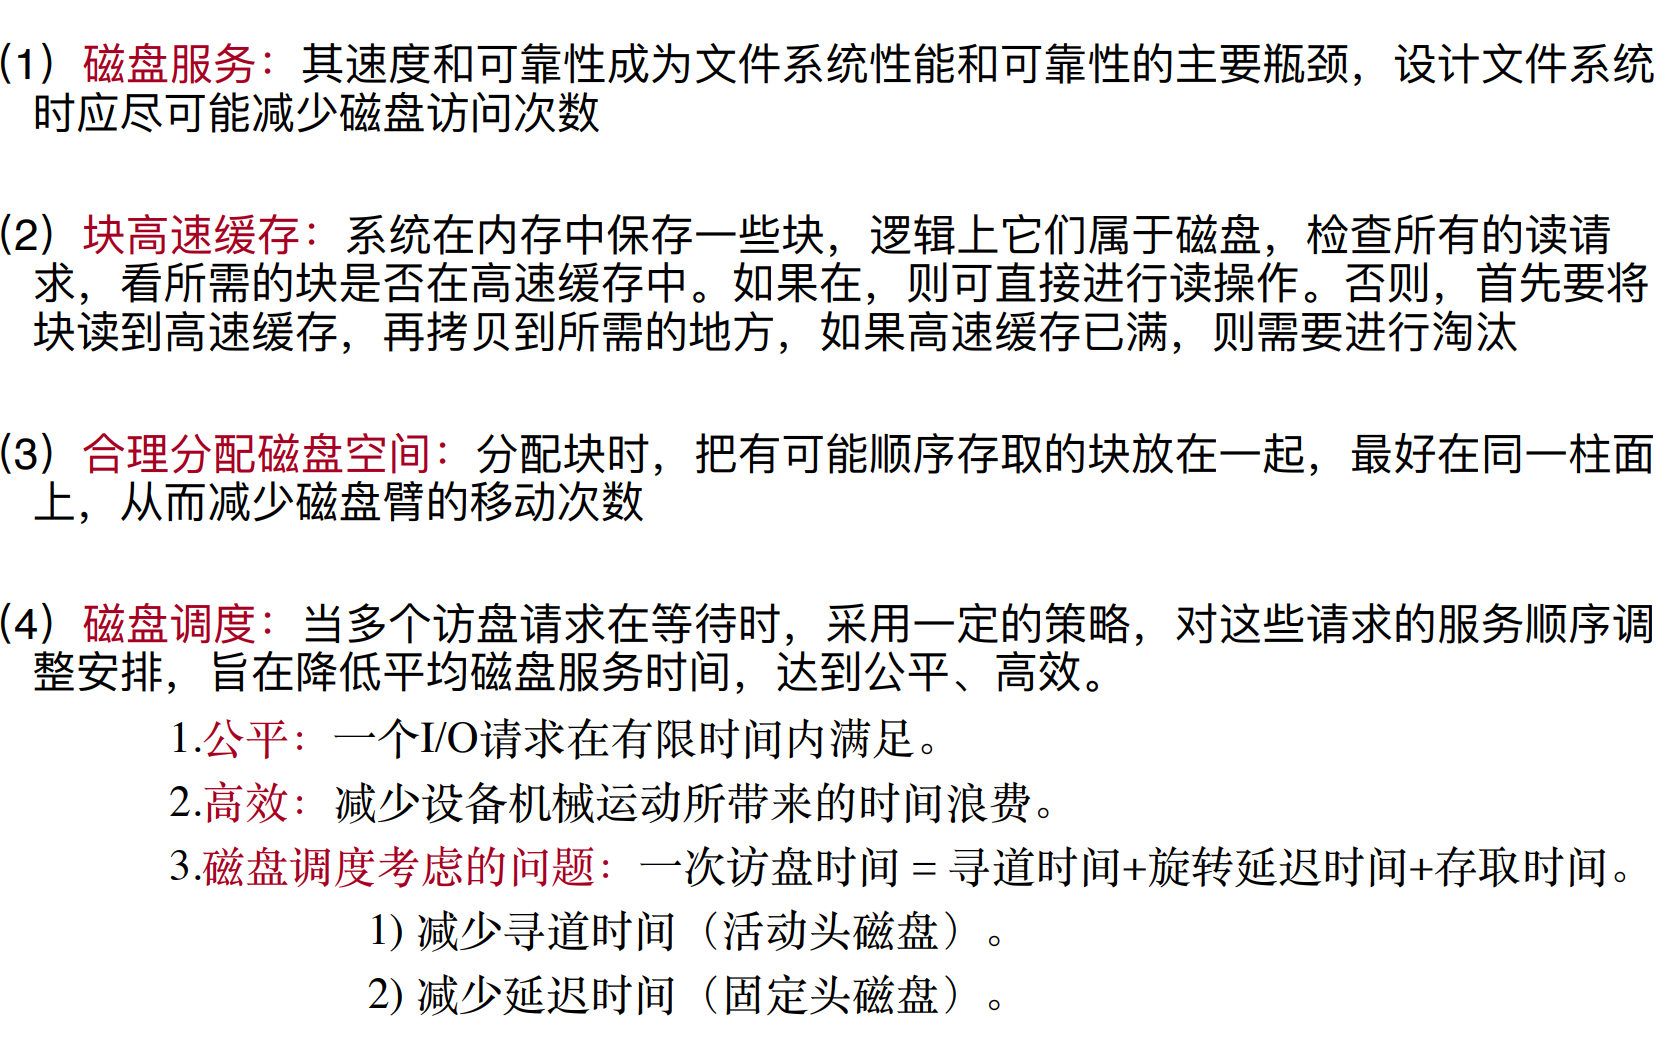 (1) 磁盘服务：其速度和可靠性成为文件系统性能和可靠性的主要瓶颈，设计文件系统
时应尽可能减少磁盘访问次数
(2) 块高速缓存：系统在内存中保存一些块，逻辑上它们属于磁盘，检查所有的读请
求，看所需的块是否在高速缓存中。如果在，则可直接进行读操作。否则，首先要将
块读到高速缓存，再拷贝到所需的地方，如果高速缓存已满，则需要进行淘汰
(3) 合理分配磁盘空间：分配块时，把有可能顺序存取的块放在一起，最好在同一柱面
上，从而减少磁盘臂的移动次数
(4) 磁盘调度：当多个访盘请求在等待时，采用一定的策略，对这些请求的服务顺序调
整安排，旨在降低平均磁盘服务时间，达到公平、高效。
1.公平：一个I/O请求在有限时间内满足。
2.高效：减少设备机械运动所带来的时间浪费。
3.磁盘调度考虑的问题：一次访盘时间 = 寻道时间+旋转延迟时间+存取时间。
1) 减少寻道时间（活动头磁盘）。
2) 减少延迟时间（固定头磁盘）。